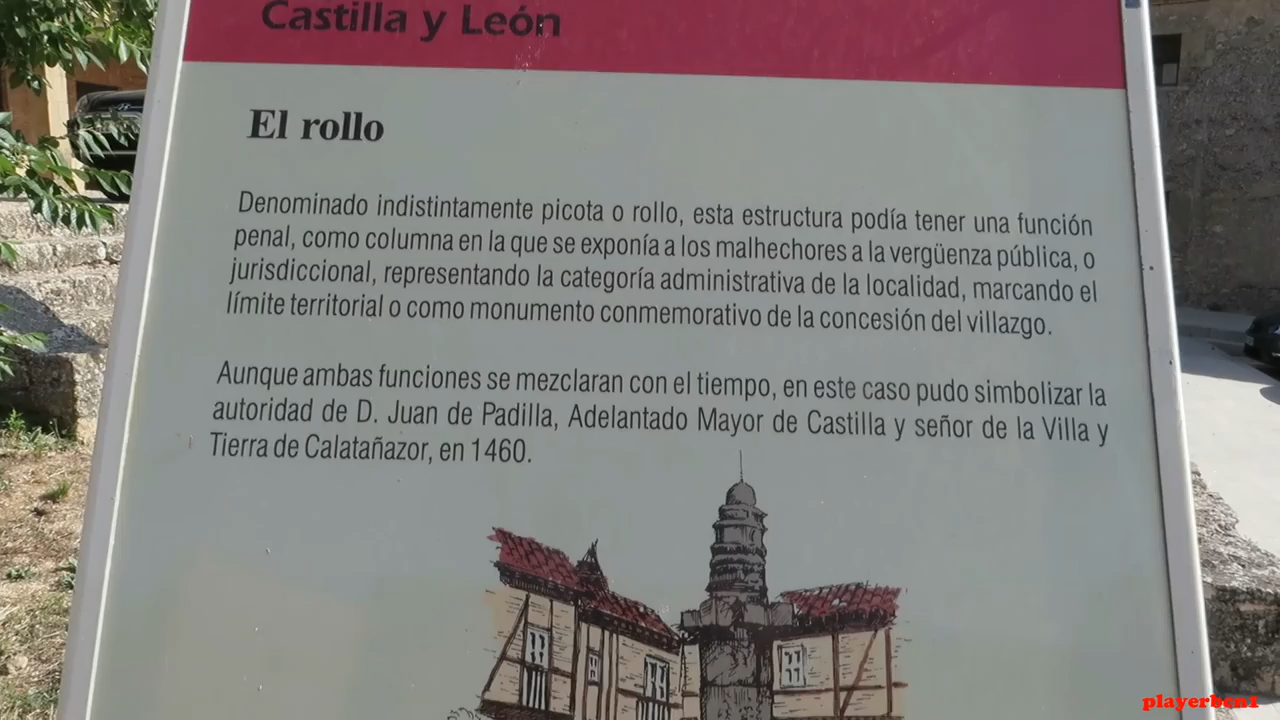 Castilla y León
El rollo
Denominado indistintamente picota o rollo, esta estructura podía tener una función
penal, como columna en la que se exponía a los malhechores a la vergüenza pública, o
jurisdiccional, representando la categoría administrativa de la localidad, marcando el
límite territorial o como monumento conmemorativo de la concesión del villazgo.
Aunque ambas funciones se mezclaran con el tiempo, en este caso pudo simbolizar la
autoridad de D. Juan de Padilla, Adelantado Mayor de Castilla y señor de la Villa y
Tierra de Calatañazor, en 1460.
playerbcn1